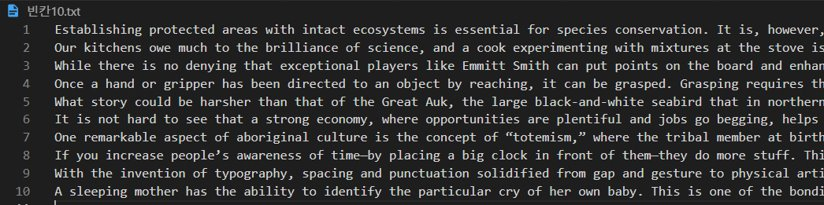 빈칸10.txt
1 Establishing protected areas with intact ecosystems is essential for species conservation. It is, however,
2 Our kitchens owe much to the brilliance of science, and a cook experimenting with mixtures at the stove is
3 While there is no denying that exceptional players like Emmitt Smith can put points on the board and enhan
4 Once a hand or gripper has been directed to an object by reaching, it can be grasped. Grasping requires th
5 What story could be harsher than that of the Great Auk, the large black-and-white seabird that in northern
6 It is not hard to see that a strong economy, where opportunities are plentiful and jobs go begging, helps
7 One remarkable aspect of aboriginal culture is the concept of “totemism,” where the tribal member at birth
8 If you increase people’s awareness of time—by placing a big clock in front of them—they do more stuff. Thi
9 With the invention of typography, spacing and punctuation solidified from gap and gesture to physical arti
10 A sleeping mother has the ability to identify the particular cry of her own baby. This is one of the bondi